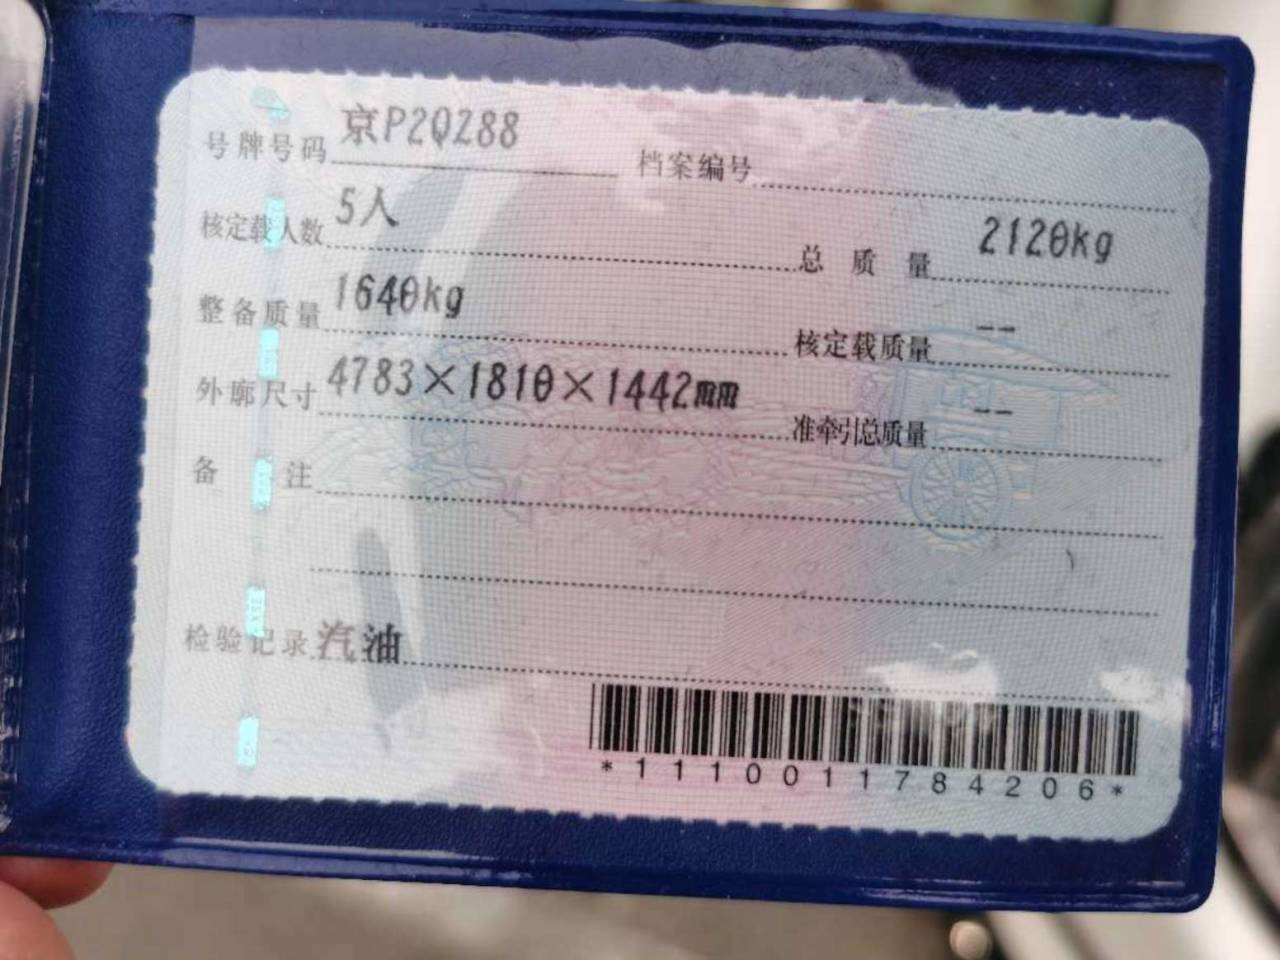 号牌号码 京P2QZ88 档案编号
核定载人数 5人 总质量 2120kg
整备质量 1640kg 核定载质量 --
外廓尺寸 4783×1810×1442mm 准牵引总质量 --
备注
检验记录 汽油
*1110011784206*